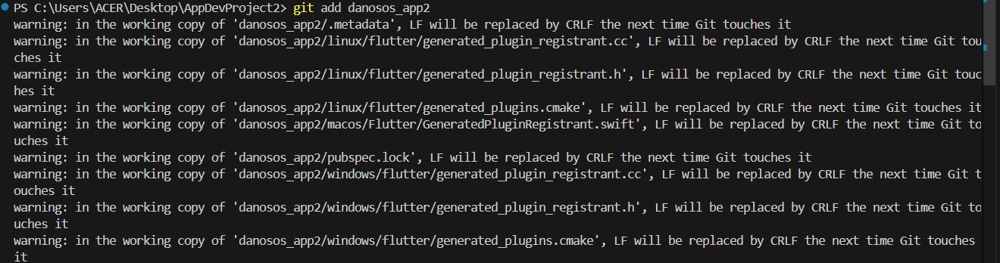 PS C:\Users\ACER\Desktop\AppDevProject2> git add danosos_app2
warning: in the working copy of 'danosos_app2/.metadata', LF will be replaced by CRLF the next time Git touches it
warning: in the working copy of 'danosos_app2/linux/flutter/generated_plugin_registrant.cc', LF will be replaced by CRLF the next time Git tou
ches it
warning: in the working copy of 'danosos_app2/linux/flutter/generated_plugin_registrant.h', LF will be replaced by CRLF the next time Git touc
hes it
warning: in the working copy of 'danosos_app2/linux/flutter/generated_plugins.cmake', LF will be replaced by CRLF the next time Git touches it
warning: in the working copy of 'danosos_app2/macos/Flutter/GeneratedPluginRegistrant.swift', LF will be replaced by CRLF the next time Git to
uches it
warning: in the working copy of 'danosos_app2/pubspec.lock', LF will be replaced by CRLF the next time Git touches it
warning: in the working copy of 'danosos_app2/windows/flutter/generated_plugin_registrant.cc', LF will be replaced by CRLF the next time Git t
ouches it
warning: in the working copy of 'danosos_app2/windows/flutter/generated_plugin_registrant.h', LF will be replaced by CRLF the next time Git to
uches it
warning: in the working copy of 'danosos_app2/windows/flutter/generated_plugins.cmake', LF will be replaced by CRLF the next time Git touches
it